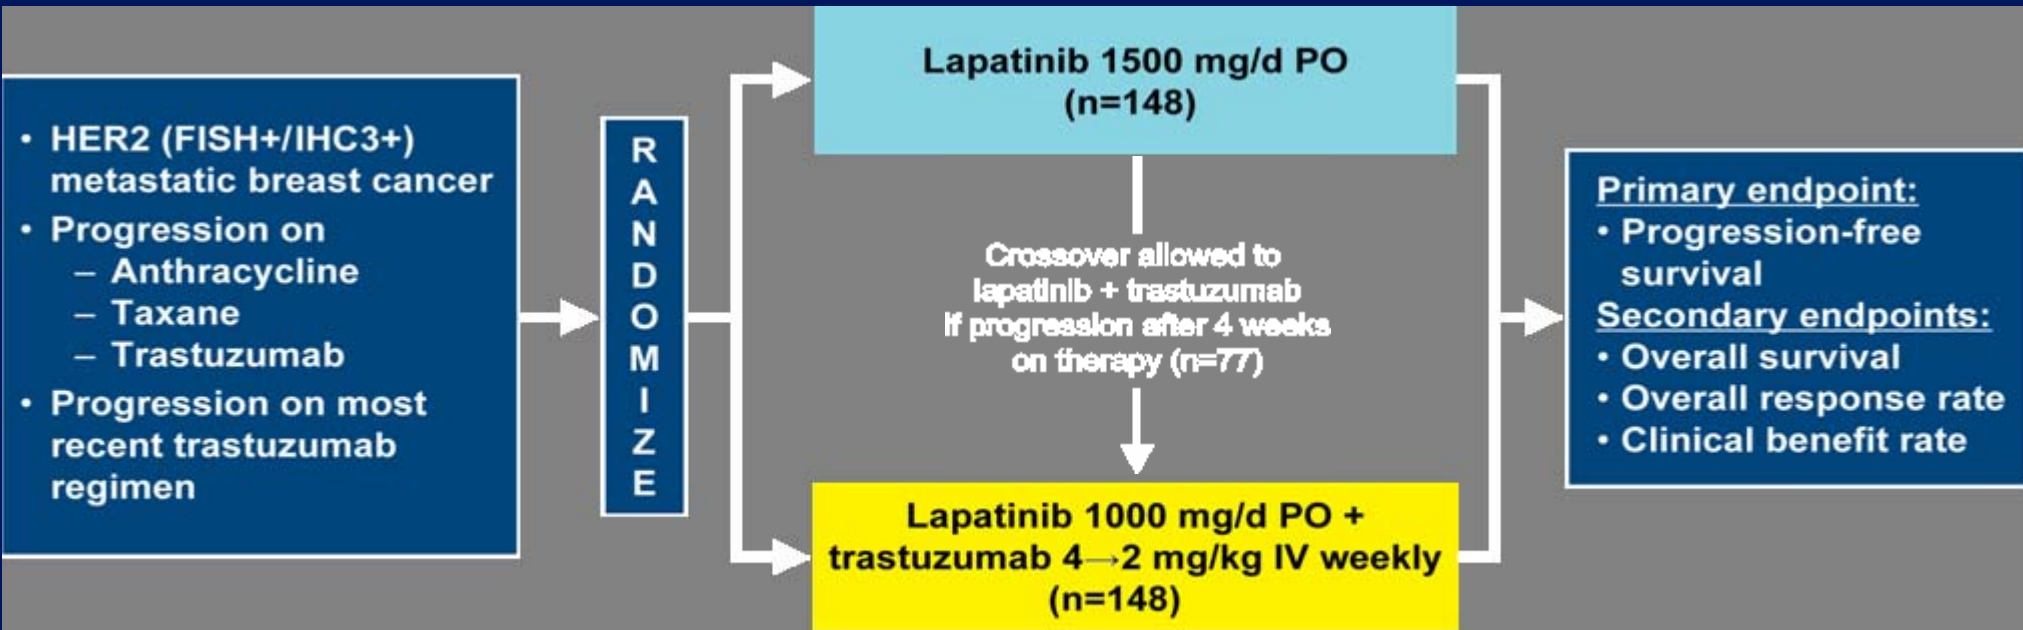 • HER2 (FISH+/IHC3+)
metastatic breast cancer
• Progression on
– Anthracycline
– Taxane
– Trastuzumab
• Progression on most
recent trastuzumab
regimen
R
A
N
D
O
M
I
Z
E
Lapatinib 1500 mg/d PO
(n=148)
Crossover allowed to
lapatinib + trastuzumab
if progression after 4 weeks
on therapy (n=77)
Lapatinib 1000 mg/d PO +
trastuzumab 4→2 mg/kg IV weekly
(n=148)
Primary endpoint:
• Progression-free
survival
Secondary endpoints:
• Overall survival
• Overall response rate
• Clinical benefit rate